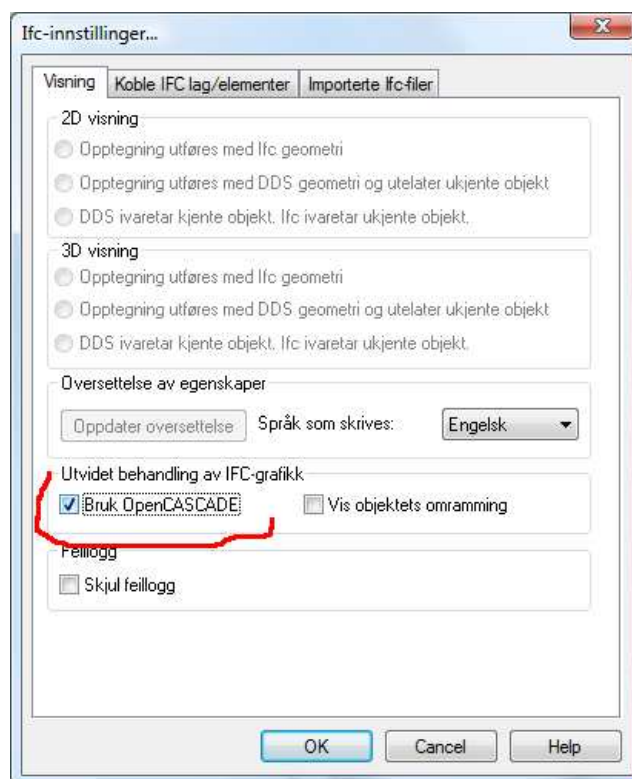 Ifc-innstillinger...
Visning Koble IFC lag/elementer Importerte Ifc-filer
2D visning
Opptegning utføres med Ifc geometri
Opptegning utføres med DDS geometri og utelater ukjente objekt
DDS ivaretar kjente objekt. Ifc ivaretar ukjente objekt.
3D visning
Opptegning utføres med Ifc geometri
Opptegning utføres med DDS geometri og utelater ukjente objekt
DDS ivaretar kjente objekt. Ifc ivaretar ukjente objekt.
Oversettelse av egenskaper
Oppdater oversettelse Språk som skrives: Engelsk
Utvidet behandling av IFC-grafikk
Bruk OpenCASCADE Vis objektets omramming
Feillogg
Skjul feillogg
OK Cancel Help